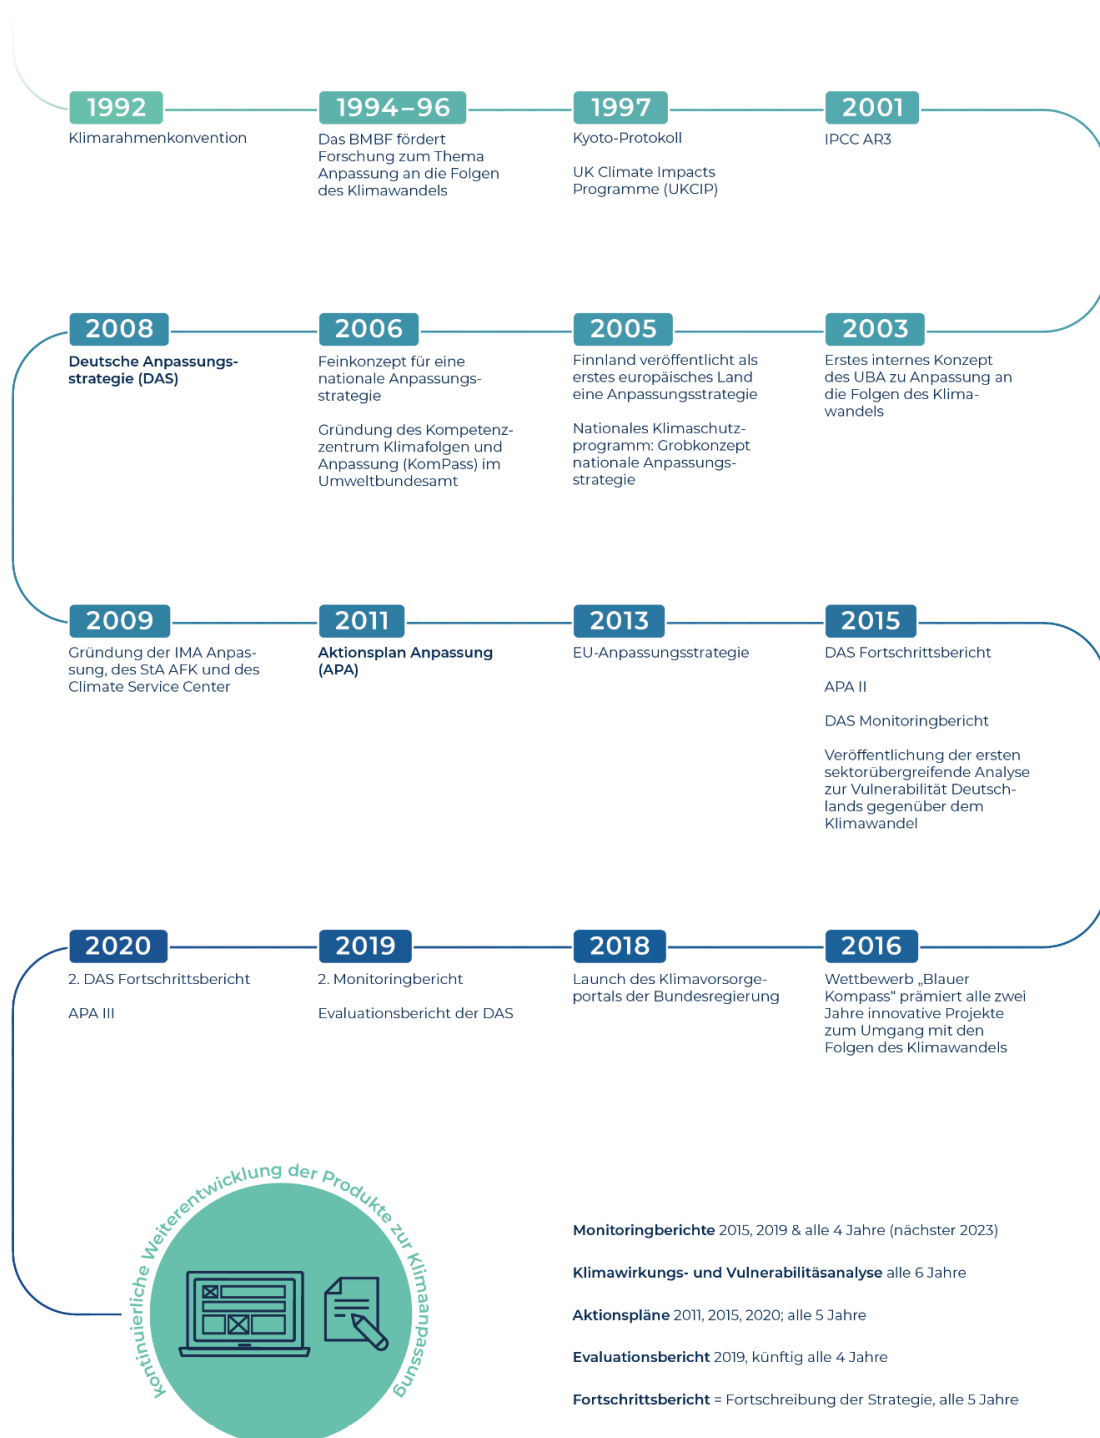 1992
Klimarahmenkonvention
1994–96
Das BMBF fördert
Forschung zum Thema
Anpassung an die Folgen
des Klimawandels
1997
Kyoto-Protokoll
UK Climate Impacts
Programme (UKCIP)
2001
IPCC AR3
2003
Erstes internes Konzept
des UBA zu Anpassung an
die Folgen des Klima-
wandels
2005
Finnland veröffentlicht als
erstes europäisches Land
eine Anpassungsstrategie
Nationales Klimaschutz-
programm: Grobkonzept
nationale Anpassungs-
strategie
2006
Feinkonzept für eine
nationale Anpassungs-
strategie
Gründung des Kompetenz-
zentrum Klimafolgen und
Anpassung (KomPass) im
Umweltbundesamt
2008
Deutsche Anpassungs-
strategie (DAS)
2009
Gründung der IMA Anpas-
sung, des StA AFK und des
Climate Service Center
2011
Aktionsplan Anpassung
(APA)
2013
EU-Anpassungsstrategie
2015
DAS Fortschrittsbericht
APA II
DAS Monitoringbericht
Veröffentlichung der ersten
sektorübergreifende Analyse
zur Vulnerabilität Deutsch-
lands gegenüber dem
Klimawandel
2016
Wettbewerb „Blauer
Kompass“ prämiert alle zwei
Jahre innovative Projekte
zum Umgang mit den
Folgen des Klimawandels
2018
Launch des Klimavorsorge-
portals der Bundesregierung
2019
2. Monitoringbericht
Evaluationsbericht der DAS
2020
2. DAS Fortschrittsbericht
APA III
Kontinuierliche Weiterentwicklung der Produkte zur Klimaanpassung
Monitoringberichte 2015, 2019 & alle 4 Jahre (nächster 2023)
Klimawirkungs- und Vulnerabilitäsanalyse alle 6 Jahre
Aktionspläne 2011, 2015, 2020; alle 5 Jahre
Evaluationsbericht 2019, künftig alle 4 Jahre
Fortschrittsbericht = Fortschreibung der Strategie, alle 5 Jahre